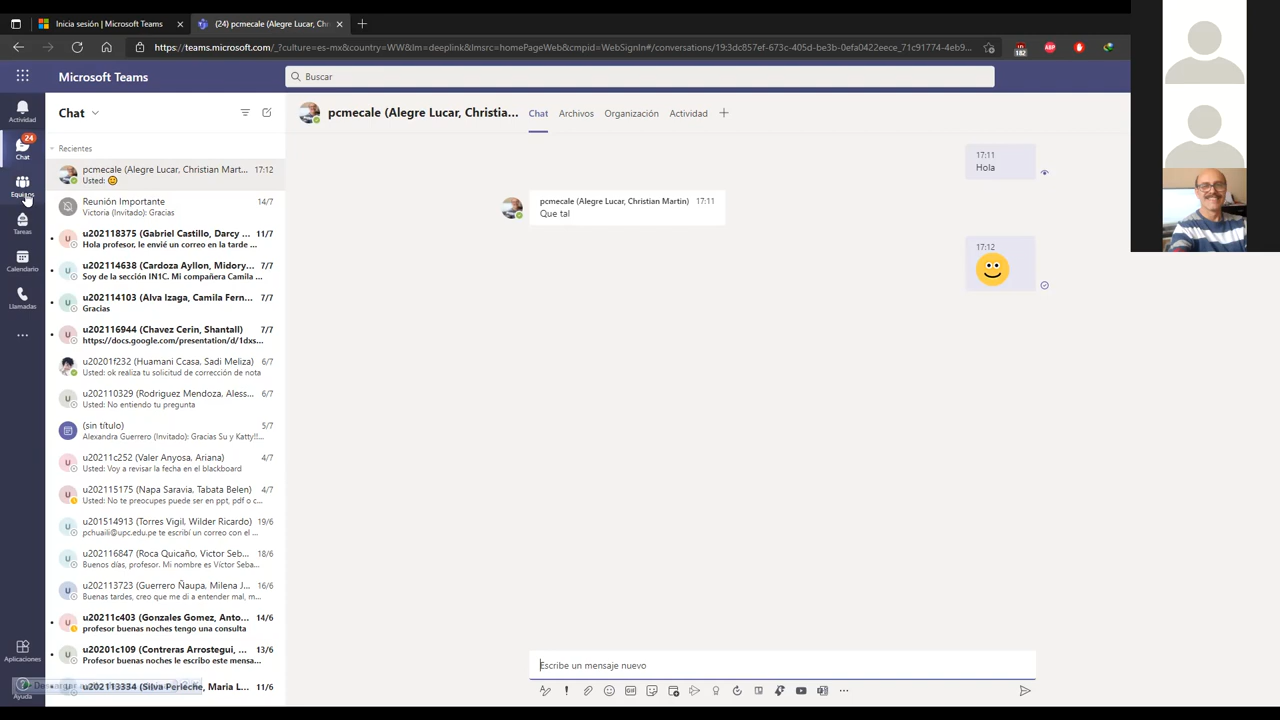 Inicia sesión | Microsoft Teams
(24) pcmecale (Alegre Lucar, Chr
https://teams.microsoft.com/_?culture=es-mx&country=WW&lm=deeplink&lmsrc=homePageWeb&cmpid=WebSignIn#/conversations/19:3dc857ef-673c-405d-be3b-0efa0422eece_71c91774-4eb9...
182
ABP
Microsoft Teams
Buscar
Actividad
24
Chat
Equipos
Tareas
Calendario
Llamadas
Aplicaciones
Ayuda
Chat
Recientes
pcmecale (Alegre Lucar, Christian Mart... 17:12
Usted:
Reunión Importante 14/7
Victoria (Invitado): Gracias
u202118375 (Gabriel Castillo, Darcy ... 11/7
Hola profesor, le envié un correo en la tarde ...
u202114638 (Cardoza Ayllon, Midory... 7/7
Soy de la sección IN1C. Mi compañera Camila ...
u202114103 (Alva Izaga, Camila Fern... 7/7
Gracias
u202116944 (Chavez Cerin, Shantall) 7/7
https://docs.google.com/presentation/d/1dxs...
u20201f232 (Huamani Ccasa, Sadi Meliza) 6/7
Usted: ok realiza tu solicitud de corrección de nota
u202110329 (Rodriguez Mendoza, Aless... 6/7
Usted: No entiendo tu pregunta
(sin título) 5/7
Alexandra Guerrero (Invitado): Gracias Su y Katty!!...
u20211c252 (Valer Anyosa, Ariana) 4/7
Usted: Voy a revisar la fecha en el blackboard
u202115175 (Napa Saravia, Tabata Belen) 4/7
Usted: No te preocupes puede ser en ppt, pdf o c...
u201514913 (Torres Vigil, Wilder Ricardo) 19/6
pchuaili@upc.edu.pe te escribí un correo con el ...
u202116847 (Roca Quicaño, Victor Seb... 18/6
Buenos días, profesor. Mi nombre es Víctor Seba...
u202113723 (Guerrero Ñaupa, Milena J... 16/6
Buenas tardes, creo que me di a entender mal, m...
u20211c403 (Gonzales Gomez, Anto... 14/6
profesor buenas noches tengo una consulta
u20201c109 (Contreras Arrostegui, ... 13/6
Profesor buenas noches le escribo este mensa...
u202113334 (Silva Perleche, Maria L... 11/6
pcmecale (Alegre Lucar, Christia...
Chat
Archivos
Organización
Actividad
17:11
Hola
pcmecale (Alegre Lucar, Christian Martin) 17:11
Que tal
17:12
Escribe un mensaje nuevo
GIF